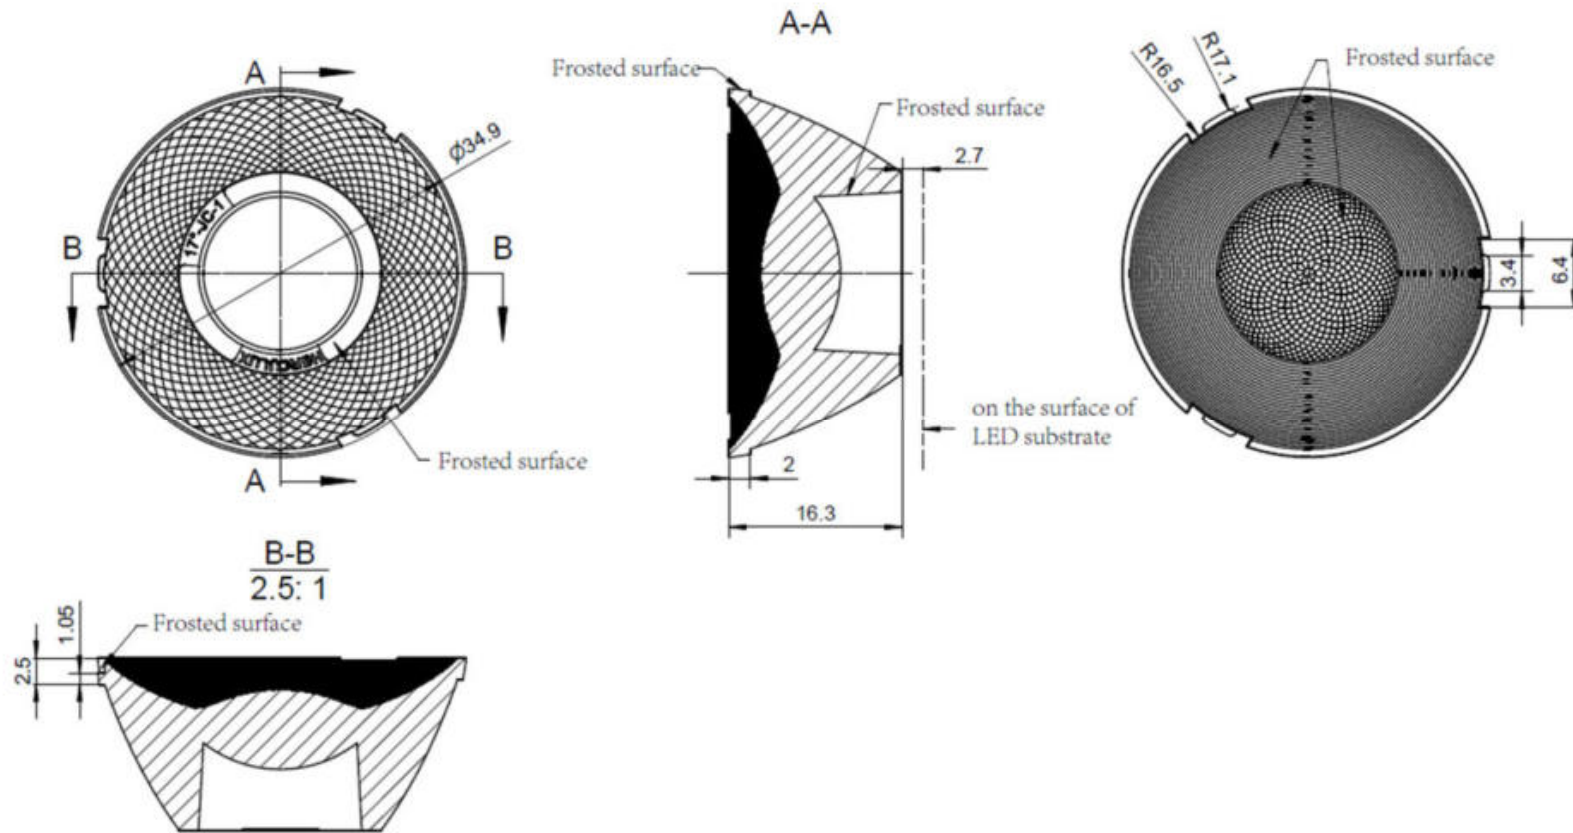 A-A
A
Frosted surface
Frosted surface
Ø34.9
2.7
17°-JC-1
B
B
HERCULUX
on the surface of
LED substrate
Frosted surface
A
2
16.3
R16.5
R17.1
Frosted surface
3.4
6.4
B-B
2.5: 1
Frosted surface
1.05
2.5